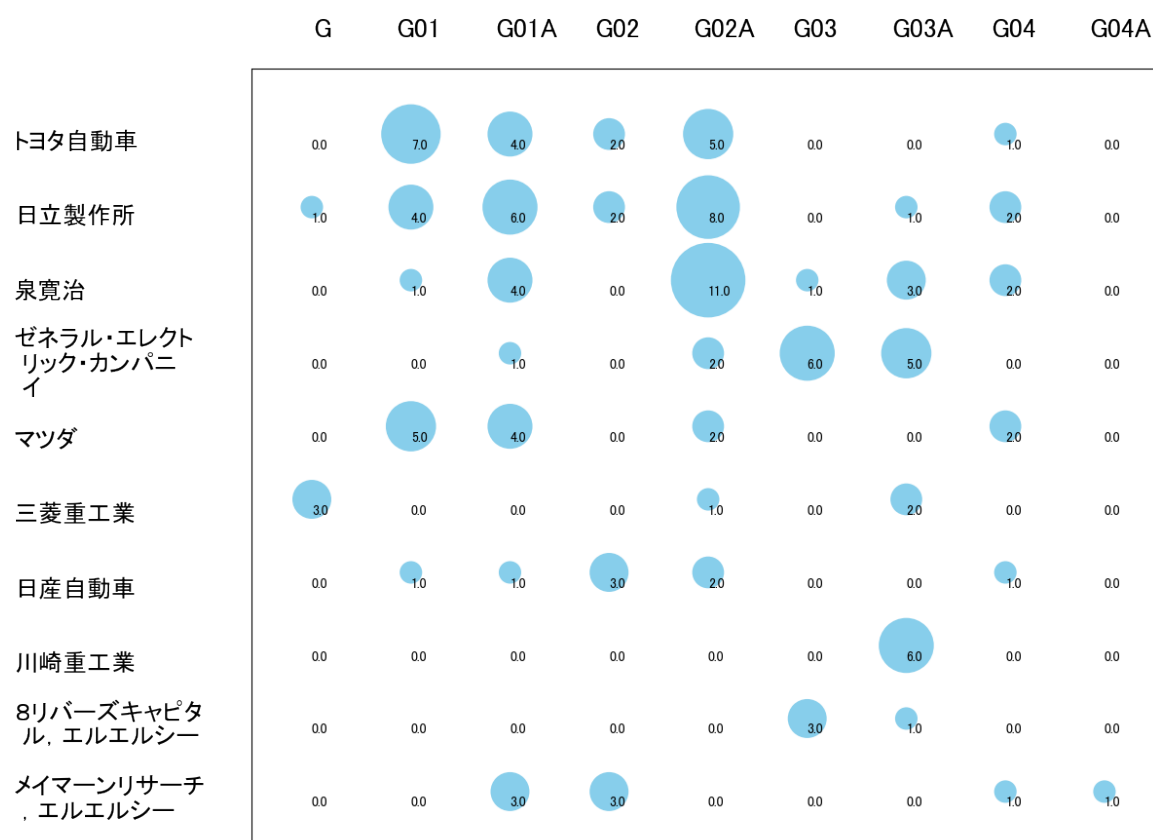 G G01 G01A G02 G02A G03 G03A G04 G04A
トヨタ自動車 0.0 7.0 4.0 2.0 5.0 0.0 0.0 1.0 0.0
日立製作所 1.0 4.0 6.0 2.0 8.0 0.0 1.0 2.0 0.0
泉寛治 0.0 1.0 4.0 0.0 11.0 1.0 3.0 2.0 0.0
ゼネラル・エレクト
リック・カンパニ
イ
0.0 0.0 1.0 0.0 2.0 6.0 5.0 0.0 0.0
マツダ 0.0 5.0 4.0 0.0 2.0 0.0 0.0 2.0 0.0
三菱重工業 3.0 0.0 0.0 0.0 1.0 0.0 2.0 0.0 0.0
日産自動車 0.0 1.0 1.0 3.0 2.0 0.0 0.0 1.0 0.0
川崎重工業 0.0 0.0 0.0 0.0 0.0 0.0 6.0 0.0 0.0
8リバーズキャピタ
ル，エルエルシー
0.0 0.0 0.0 0.0 0.0 3.0 1.0 0.0 0.0
メイマーンリサーチ
，エルエルシー
0.0 0.0 3.0 3.0 0.0 0.0 0.0 1.0 1.0